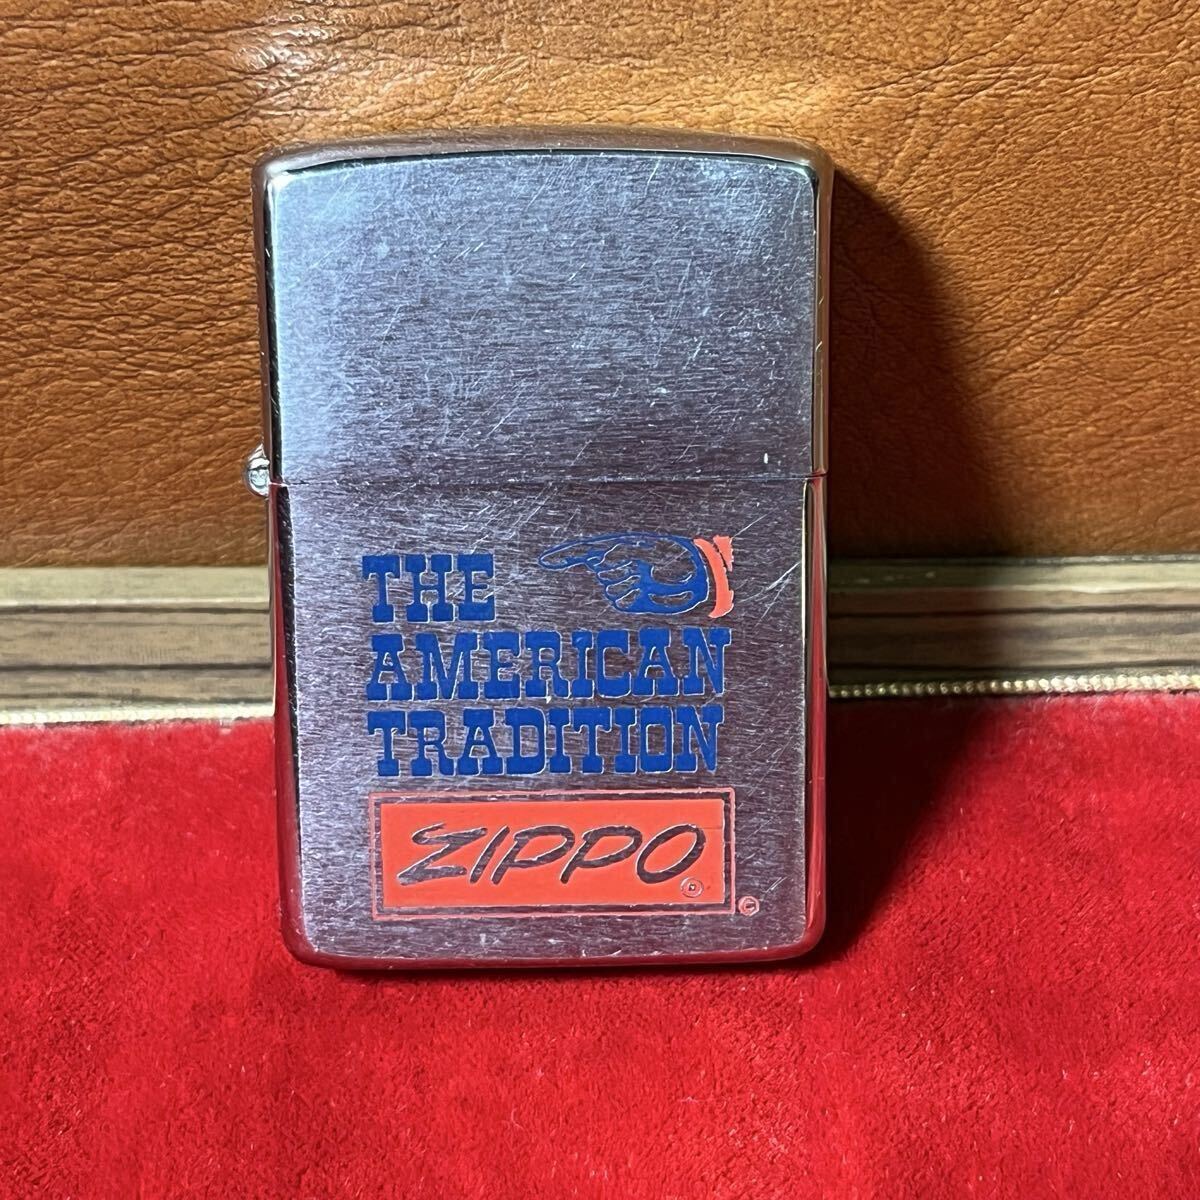 THE
AMERICAN
TRADITION
ZIPPO®
©